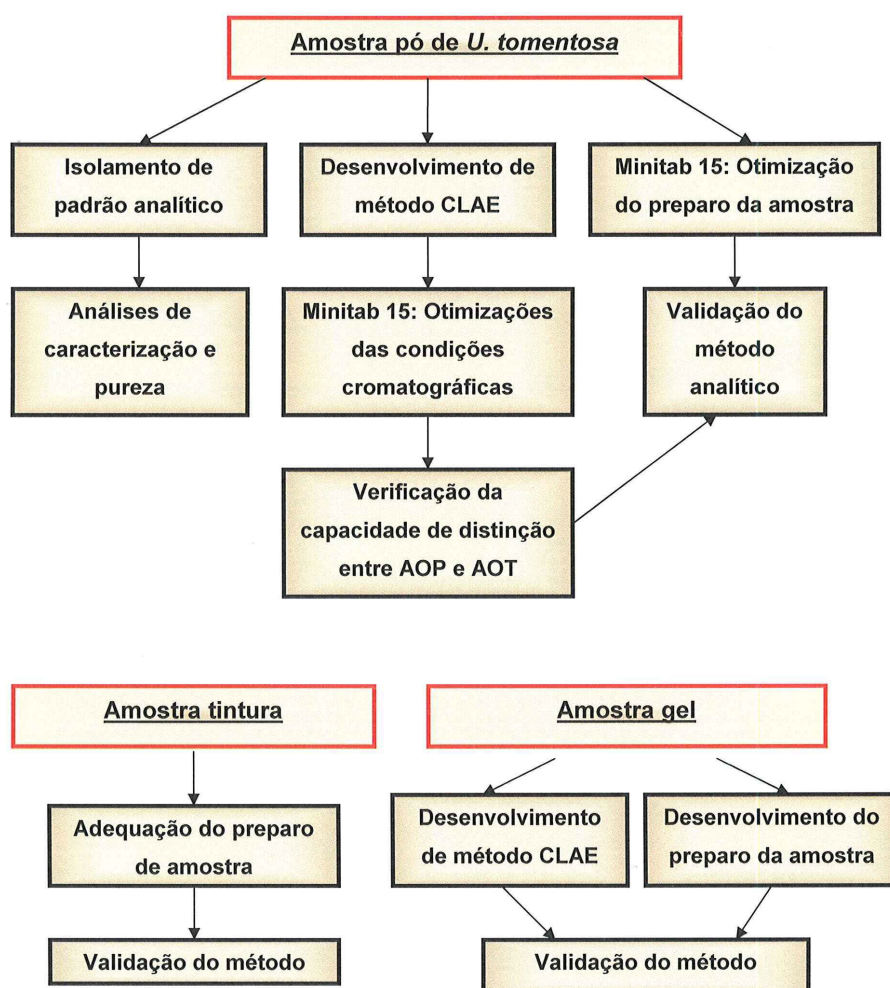 Amostra pó de U. tomentosa
Isolamento de
padrão analítico
Desenvolvimento de
método CLAE
Minitab 15: Otimização
do preparo da amostra
Análises de
caracterização e
pureza
Minitab 15: Otimizações
das condições
cromatográficas
Validação do
método
analítico
Verificação da
capacidade de distinção
entre AOP e AOT
Amostra tintura
Adequação do preparo
de amostra
Validação do método
Amostra gel
Desenvolvimento
de método CLAE
Desenvolvimento do
preparo da amostra
Validação do método